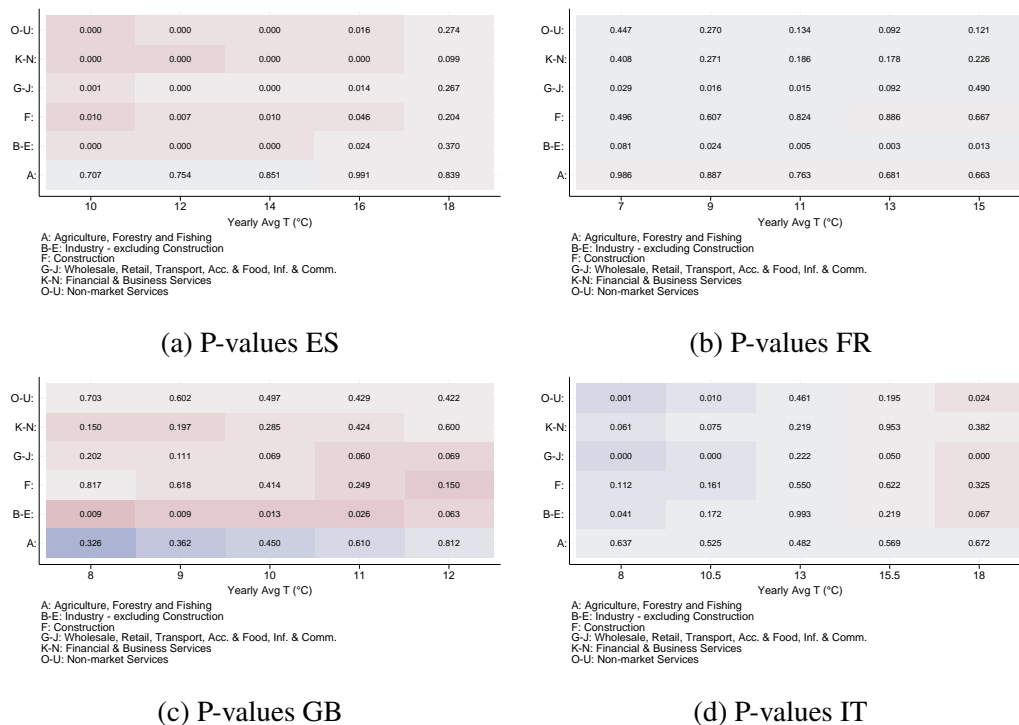 O-U: 0.000 0.000 0.000 0.016 0.274
K-N: 0.000 0.000 0.000 0.000 0.099
G-J: 0.001 0.000 0.000 0.014 0.267
F: 0.010 0.007 0.010 0.046 0.204
B-E: 0.000 0.000 0.000 0.024 0.370
A: 0.707 0.754 0.851 0.991 0.839
10 12 14 16 18
Yearly Avg T (°C)
A: Agriculture, Forestry and Fishing
B-E: Industry - excluding Construction
F: Construction
G-J: Wholesale, Retail, Transport, Acc. & Food, Inf. & Comm.
K-N: Financial & Business Services
O-U: Non-market Services
(a) P-values ES
O-U: 0.447 0.270 0.134 0.092 0.121
K-N: 0.408 0.271 0.186 0.178 0.226
G-J: 0.029 0.016 0.015 0.092 0.490
F: 0.496 0.607 0.824 0.886 0.667
B-E: 0.081 0.024 0.005 0.003 0.013
A: 0.986 0.887 0.763 0.681 0.663
7 9 11 13 15
Yearly Avg T (°C)
A: Agriculture, Forestry and Fishing
B-E: Industry - excluding Construction
F: Construction
G-J: Wholesale, Retail, Transport, Acc. & Food, Inf. & Comm.
K-N: Financial & Business Services
O-U: Non-market Services
(b) P-values FR
O-U: 0.703 0.602 0.497 0.429 0.422
K-N: 0.150 0.197 0.285 0.424 0.600
G-J: 0.202 0.111 0.069 0.060 0.069
F: 0.817 0.618 0.414 0.249 0.150
B-E: 0.009 0.009 0.013 0.026 0.063
A: 0.326 0.362 0.450 0.610 0.812
8 9 10 11 12
Yearly Avg T (°C)
A: Agriculture, Forestry and Fishing
B-E: Industry - excluding Construction
F: Construction
G-J: Wholesale, Retail, Transport, Acc. & Food, Inf. & Comm.
K-N: Financial & Business Services
O-U: Non-market Services
(c) P-values GB
O-U: 0.001 0.010 0.461 0.195 0.024
K-N: 0.061 0.075 0.219 0.953 0.382
G-J: 0.000 0.000 0.222 0.050 0.000
F: 0.112 0.161 0.550 0.622 0.325
B-E: 0.041 0.172 0.993 0.219 0.067
A: 0.637 0.525 0.482 0.569 0.672
8 10.5 13 15.5 18
Yearly Avg T (°C)
A: Agriculture, Forestry and Fishing
B-E: Industry - excluding Construction
F: Construction
G-J: Wholesale, Retail, Transport, Acc. & Food, Inf. & Comm.
K-N: Financial & Business Services
O-U: Non-market Services
(d) P-values IT